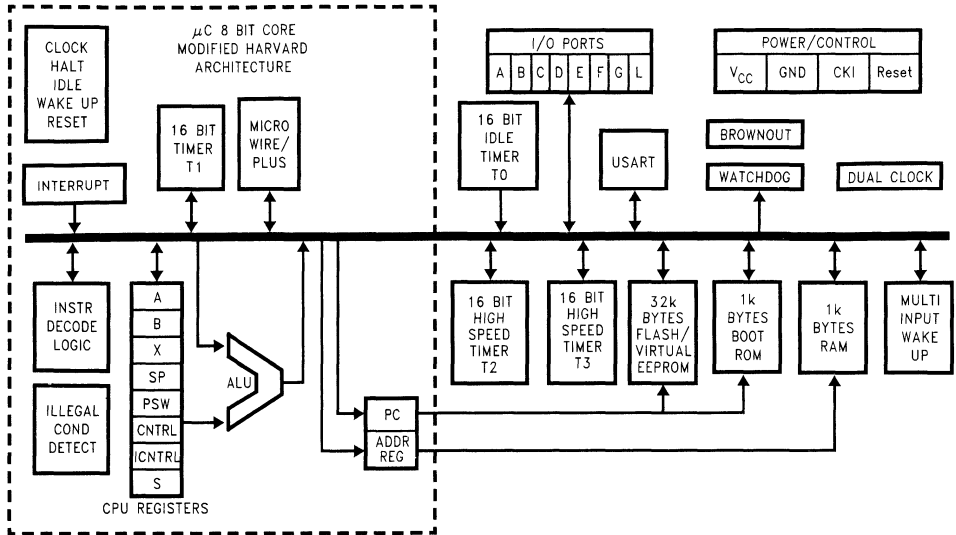 µC 8 BIT CORE
MODIFIED HARVARD
ARCHITECTURE
CLOCK
HALT
IDLE
WAKE UP
RESET
16 BIT
TIMER
T1
MICRO
WIRE/
PLUS
INTERRUPT
I/O PORTS
A B C D E F G L
POWER/CONTROL
VCC GND CKI Reset
16 BIT
IDLE
TIMER
T0
USART
BROWNOUT
WATCHDOG
DUAL CLOCK
INSTR
DECODE
LOGIC
ILLEGAL
COND
DETECT
A
B
X
SP
PSW
CNTRL
ICNTRL
S
CPU REGISTERS
ALU
PC
ADDR
REG
16 BIT
HIGH
SPEED
TIMER
T2
16 BIT
HIGH
SPEED
TIMER
T3
32k
BYTES
FLASH/
VIRTUAL
EEPROM
1k
BYTES
BOOT
ROM
1k
BYTES
RAM
MULTI
INPUT
WAKE
UP